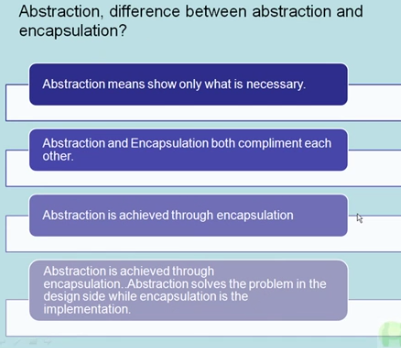 Abstraction, difference between abstraction and
encapsulation?
Abstraction means show only what is necessary.
Abstraction and Encapsulation both compliment each
other.
Abstraction is achieved through encapsulation
Abstraction is achieved through
encapsulation..Abstraction solves the problem in the
design side while encapsulation is the
implementation.